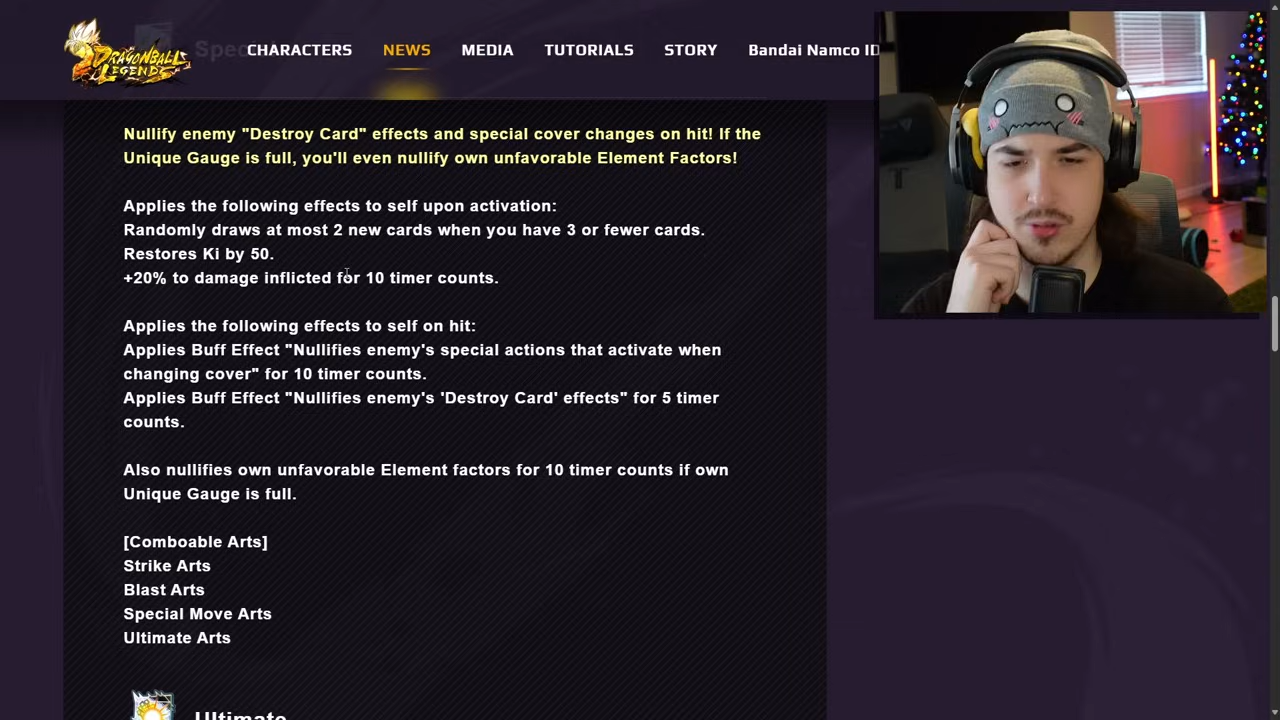 DRAGONBALL
LEGENDS
CHARACTERS
NEWS
MEDIA
TUTORIALS
STORY
Bandai Namco ID
Nullify enemy "Destroy Card" effects and special cover changes on hit! If the
Unique Gauge is full, you'll even nullify own unfavorable Element Factors!
Applies the following effects to self upon activation:
Randomly draws at most 2 new cards when you have 3 or fewer cards.
Restores Ki by 50.
+20% to damage inflicted for 10 timer counts.
Applies the following effects to self on hit:
Applies Buff Effect "Nullifies enemy's special actions that activate when
changing cover" for 10 timer counts.
Applies Buff Effect "Nullifies enemy's 'Destroy Card' effects" for 5 timer
counts.
Also nullifies own unfavorable Element factors for 10 timer counts if own
Unique Gauge is full.
[Comboable Arts]
Strike Arts
Blast Arts
Special Move Arts
Ultimate Arts
Ultimate